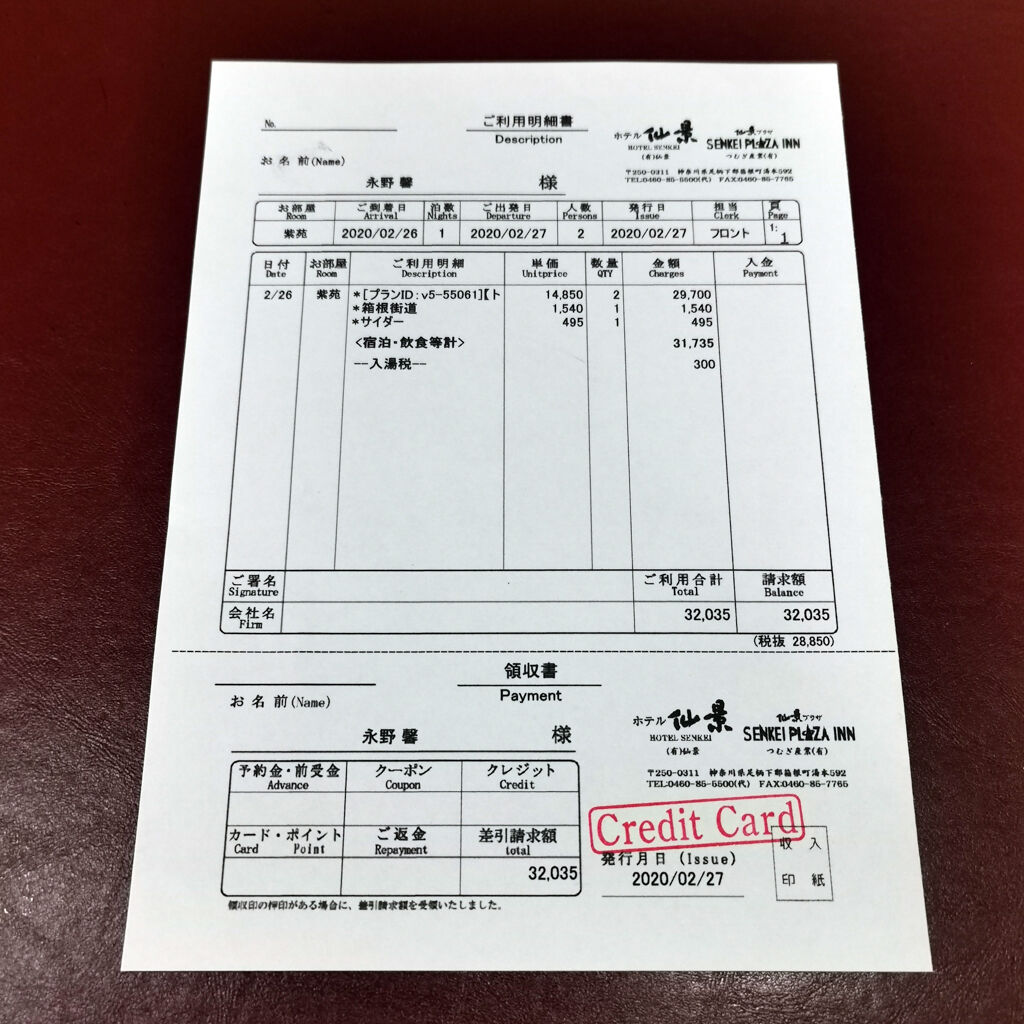 No.
ご利用明細書
Description
ホテル 仙景
HOTEL SENKEI
(有)仙景
仙景プラザ
SENKEI PLAZA INN
つむぎ産業(有)
お名前(Name)
〒250-0311 神奈川県足柄下郡箱根町湯本592
TEL:0460-85-5500(代) FAX:0460-85-7765
永野 馨 様
お部屋 ご到着日 泊数 ご出発日 人数 発行日 担当 頁
Room Arrival Nights Departure Persons Issue Clerk Page
紫苑 2020/02/26 1 2020/02/27 2 2020/02/27 フロント 1: 1
日付 お部屋 ご利用明細 単価 数量 金額 入金
Date Room Description Unitprice QTY Charges Payment
2/26 紫苑 *[プランID:v5-55061]【ト 14,850 2 29,700
*箱根街道 1,540 1 1,540
*サイダー 495 1 495
<宿泊・飲食等計> 31,735
--入湯税-- 300
ご署名 ご利用合計 請求額
Signature Total Balance
会社名 32,035 32,035
Firm
(税抜 28,850)
領収書
Payment
お名前(Name)
永野 馨 様
ホテル 仙景
HOTEL SENKEI
(有)仙景
仙景プラザ
SENKEI PLAZA INN
つむぎ産業(有)
〒250-0311 神奈川県足柄下郡箱根町湯本592
TEL:0460-85-5500(代) FAX:0460-85-7765
予約金・前受金 クーポン クレジット
Advance Coupon Credit
カード・ポイント ご返金 差引請求額
Card Point Repayment total
32,035
Credit Card
発行月日 (Issue)
2020/02/27
収入
印紙
領収印の押印がある場合に、差引請求額を受領いたしました。